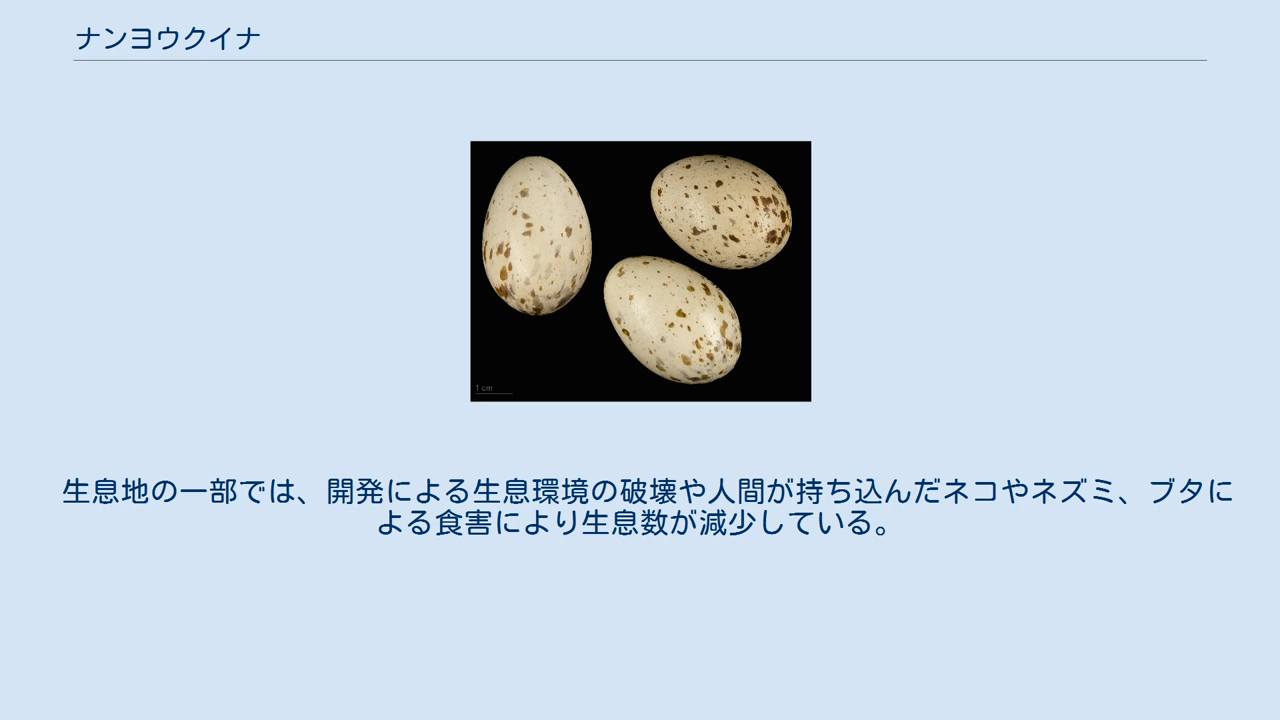 ナンヨウクイナ
1 cm
生息地の一部では、開発による生息環境の破壊や人間が持ち込んだネコやネズミ、ブタに
よる食害により生息数が減少している。